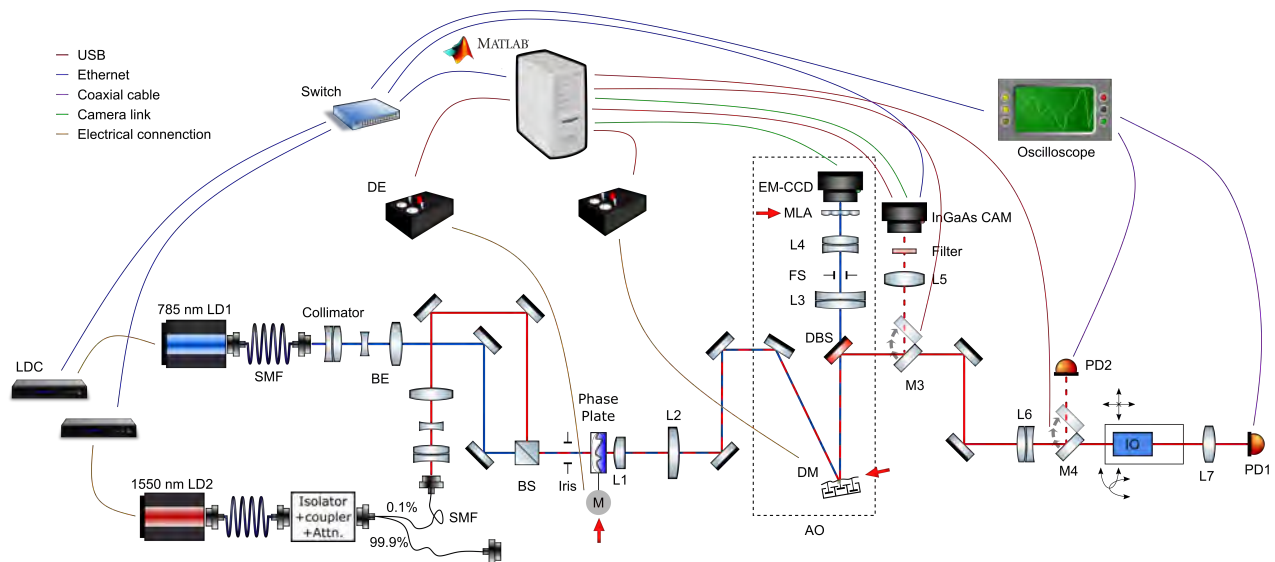 USB
Ethernet
Coaxial cable
Camera link
Electrical connenction
Switch
MATLAB
Oscilloscope
DE
EM-CCD
MLA
InGaAs CAM
L4
Filter
FS
L5
L3
785 nm LD1
Collimator
DBS
LDC
SMF
BE
M3
PD2
Phase
Plate
L2
L6
IO
BS
Iris
L1
DM
M4
L7
PD1
1550 nm LD2
M
Isolator
+coupler
+Attn.
0.1%
SMF
99.9%
AO